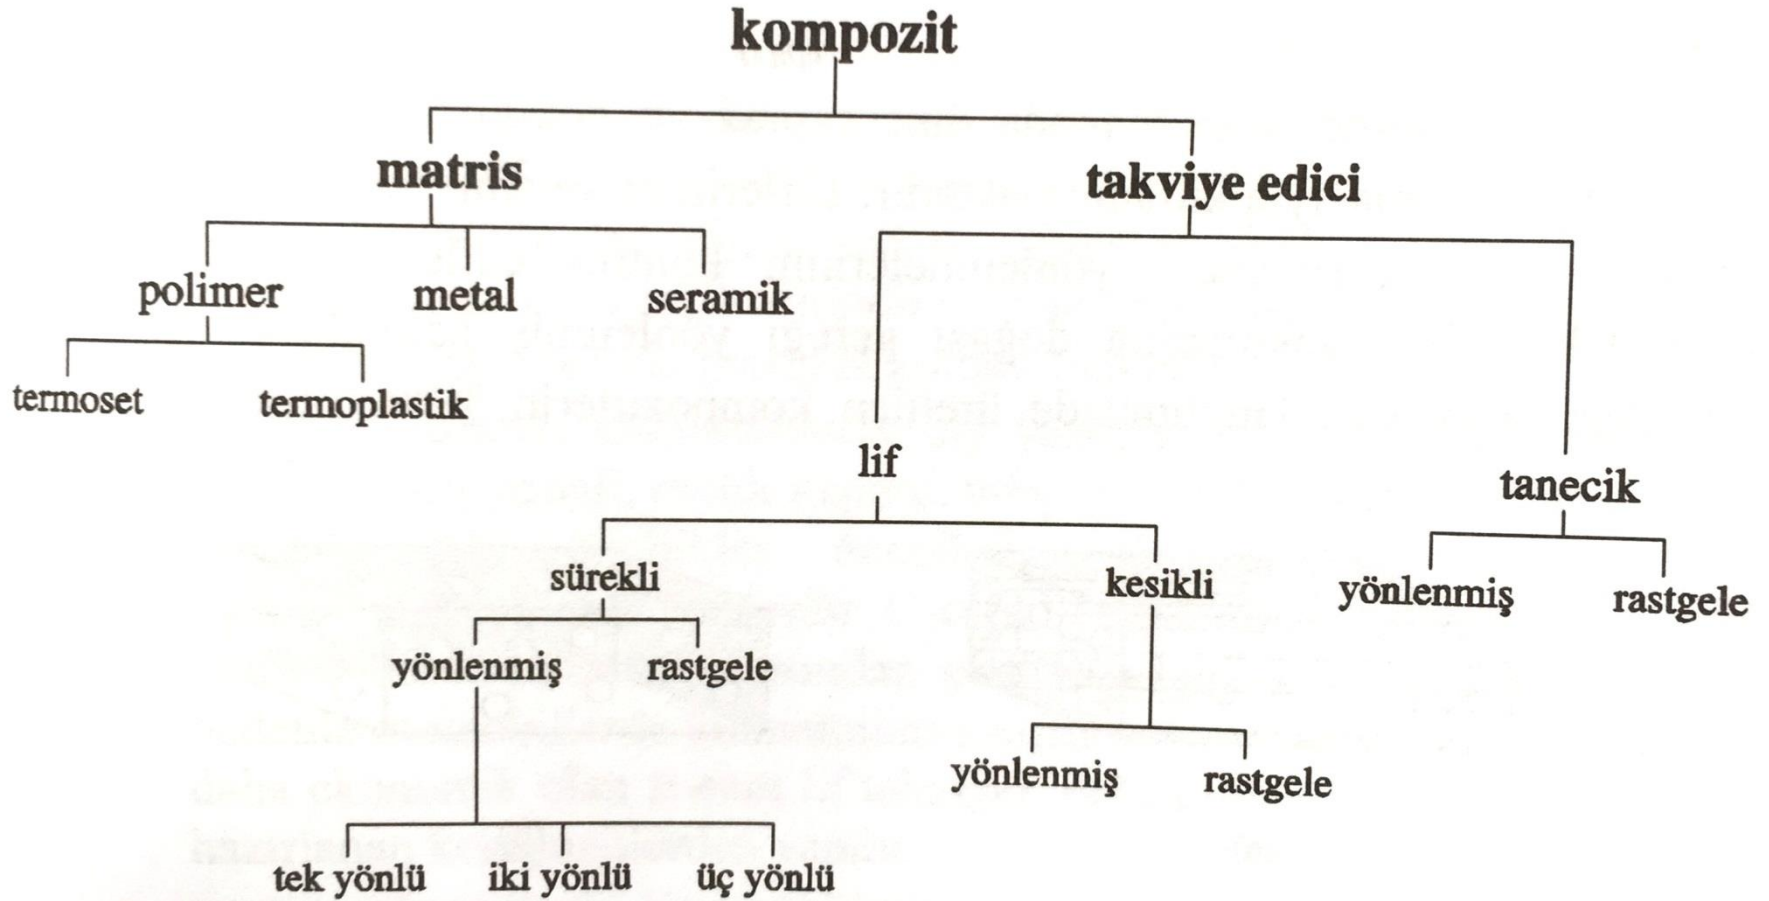 kompozit
matris
takviye edici
polimer
metal
seramik
termoset
termoplastik
lif
tanecik
sürekli
kesikli
yönlenmiş
rastgele
yönlenmiş
rastgele
yönlenmiş
rastgele
tek yönlü
iki yönlü
üç yönlü